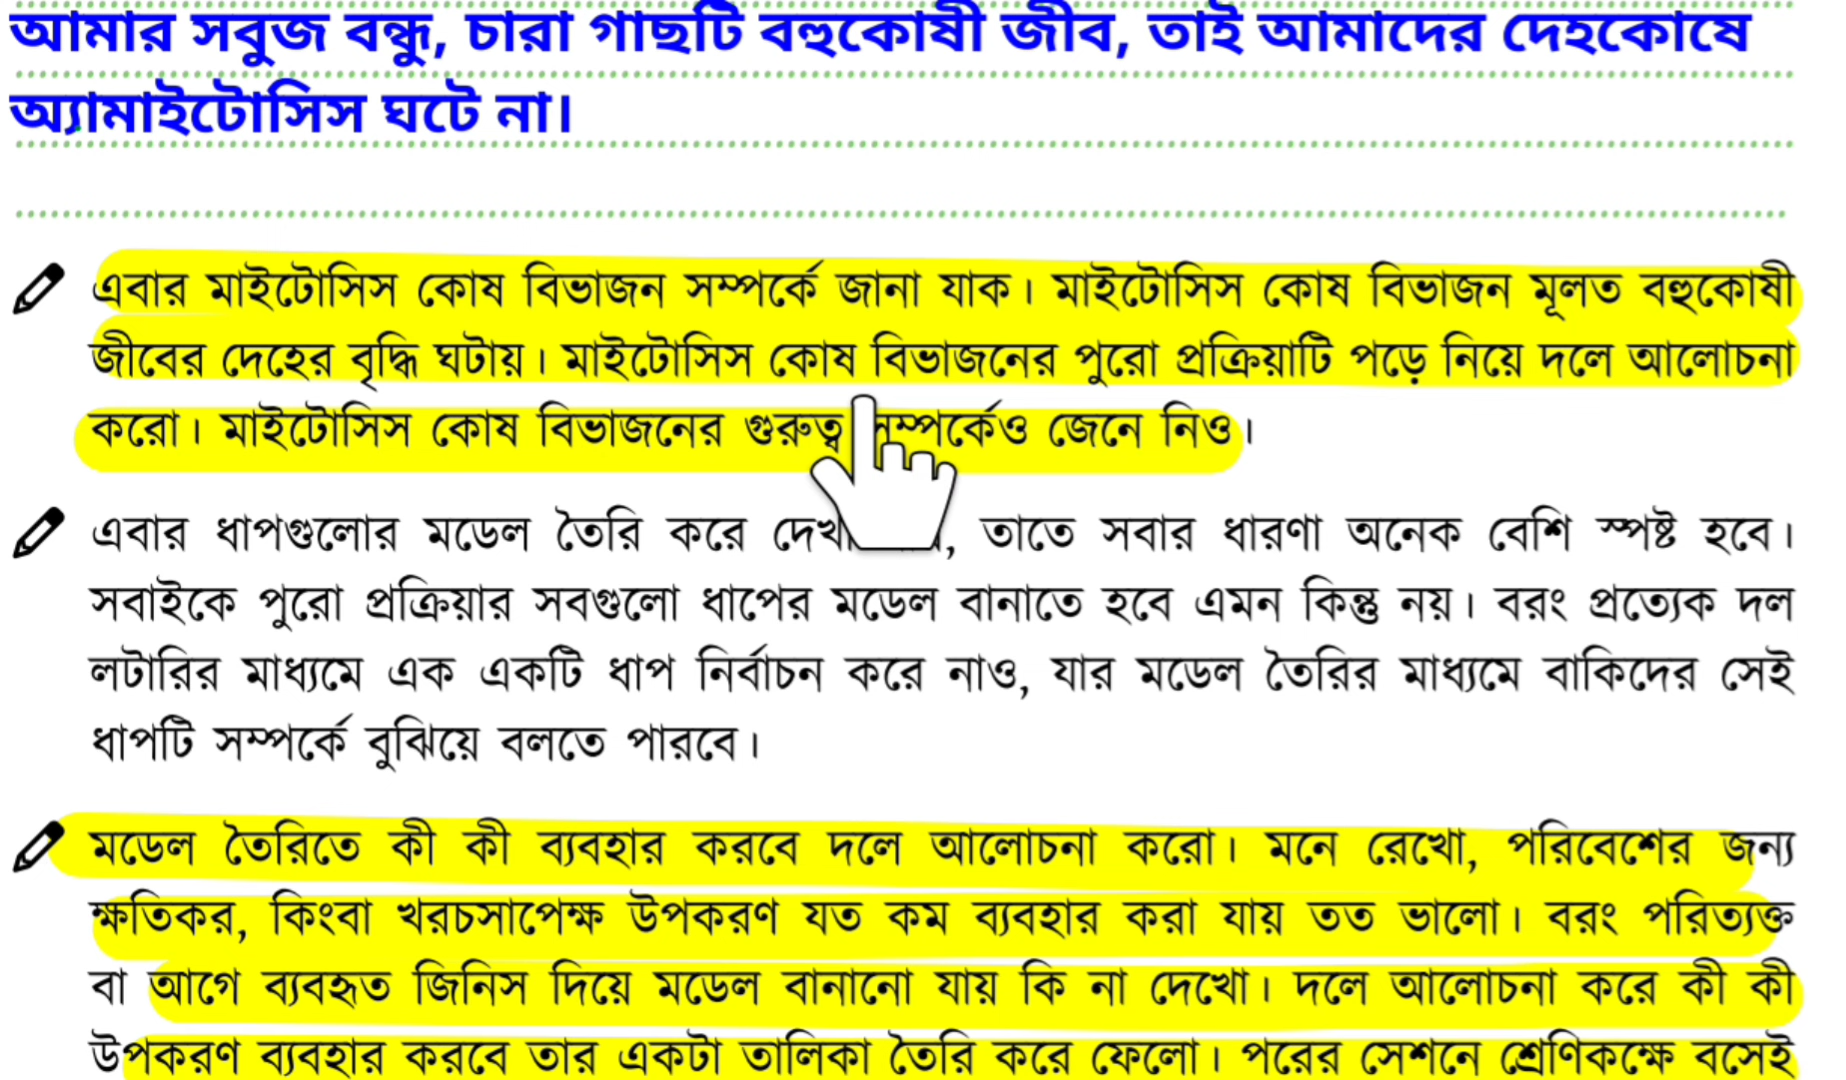 আমার সবুজ বন্ধু, চারা গাছটি বহুকোষী জীব, তাই আমাদের দেহকোষে
অ্যামাইটোসিস ঘটে না।
এবার মাইটোসিস কোষ বিভাজন সম্পর্কে জানা যাক। মাইটোসিস কোষ বিভাজন মূলত বহুকোষী
জীবের দেহের বৃদ্ধি ঘটায়। মাইটোসিস কোষ বিভাজনের পুরো প্রক্রিয়াটি পড়ে নিয়ে দলে আলোচনা
করো। মাইটোসিস কোষ বিভাজনের গুরুত্ব সম্পর্কেও জেনে নিও।
এবার ধাপগুলোর মডেল তৈরি করে তাতে সবার ধারণা অনেক বেশি স্পষ্ট হবে।
সবাইকে পুরো প্রক্রিয়ার সবগুলো ধাপের মডেল বানাতে হবে এমন কিন্তু নয়। বরং প্রত্যেক দল
লটারির মাধ্যমে এক একটি ধাপ নির্বাচন করে নাও, যার মডেল তৈরির মাধ্যমে বাকিদের সেই
ধাপটি সম্পর্কে বুঝিয়ে বলতে পারবে।
মডেল তৈরিতে কী কী ব্যবহার করবে দলে আলোচনা করো। মনে রেখো, পরিবেশের জন্য
ক্ষতিকর, কিংবা খরচসাপেক্ষ উপকরণ যত কম ব্যবহার করা যায় তত ভালো। বরং পরিত্যক্ত
বা আগে ব্যবহৃত জিনিস দিয়ে মডেল বানানো যায় কি না দেখো। দলে আলোচনা করে কী কী
উপকরণ ব্যবহার করবে তার একটা তালিকা তৈরি করে ফেলো। পরের সেশনে শ্রেণিকক্ষে বসেই